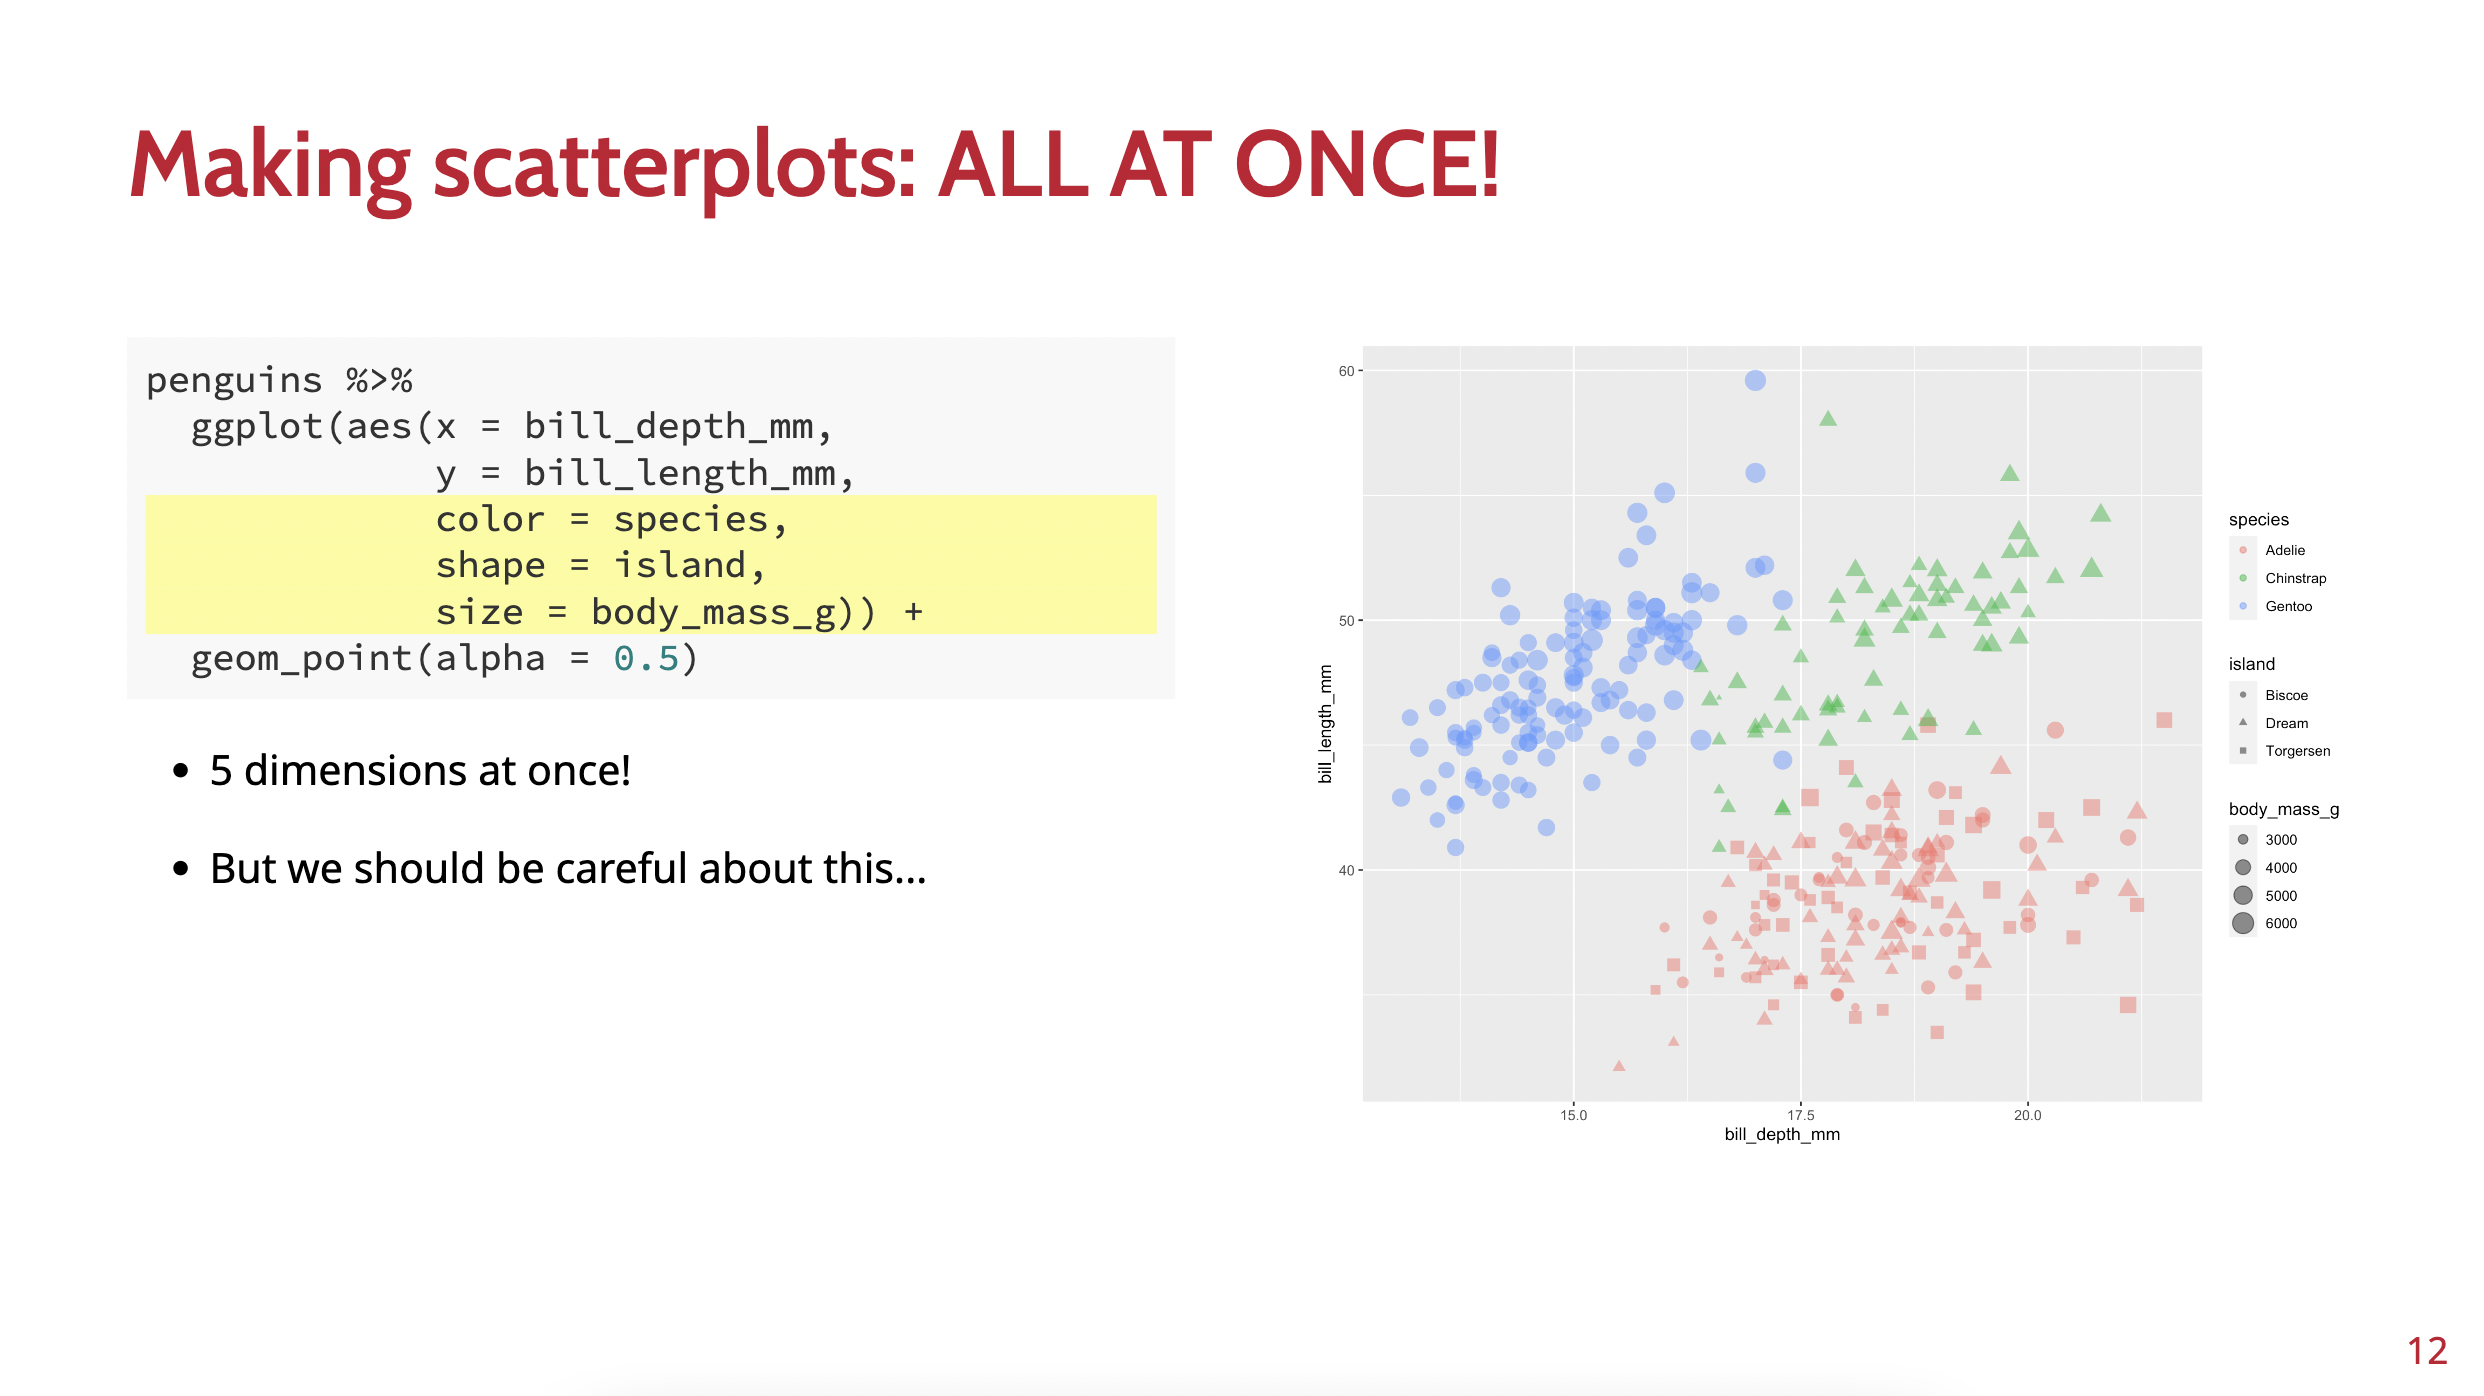 Making scatterplots: ALL AT ONCE!
penguins %>%
  ggplot(aes(x = bill_depth_mm,
             y = bill_length_mm,
             color = species,
             shape = island,
             size = body_mass_g)) +
  geom_point(alpha = 0.5)
• 5 dimensions at once!
• But we should be careful about this...
60
50
40
bill_length_mm
15.0 17.5 20.0
bill_depth_mm
species
Adelie
Chinstrap
Gentoo
island
Biscoe
Dream
Torgersen
body_mass_g
3000
4000
5000
6000
12